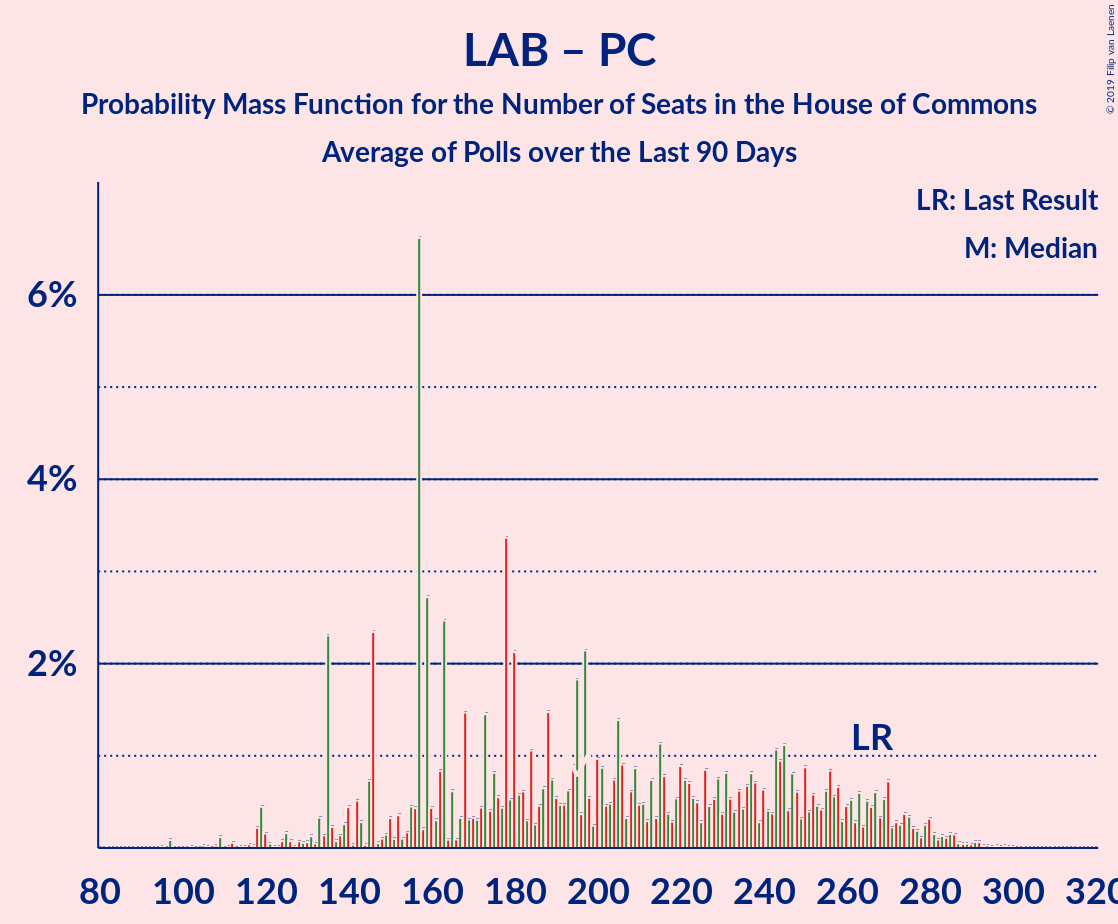 LAB – PC
Probability Mass Function for the Number of Seats in the House of Commons
Average of Polls over the Last 90 Days
© 2019 Filip van Laenen
LR: Last Result
M: Median
6%
4%
2%
LR
80 100 120 140 160 180 200 220 240 260 280 300 320